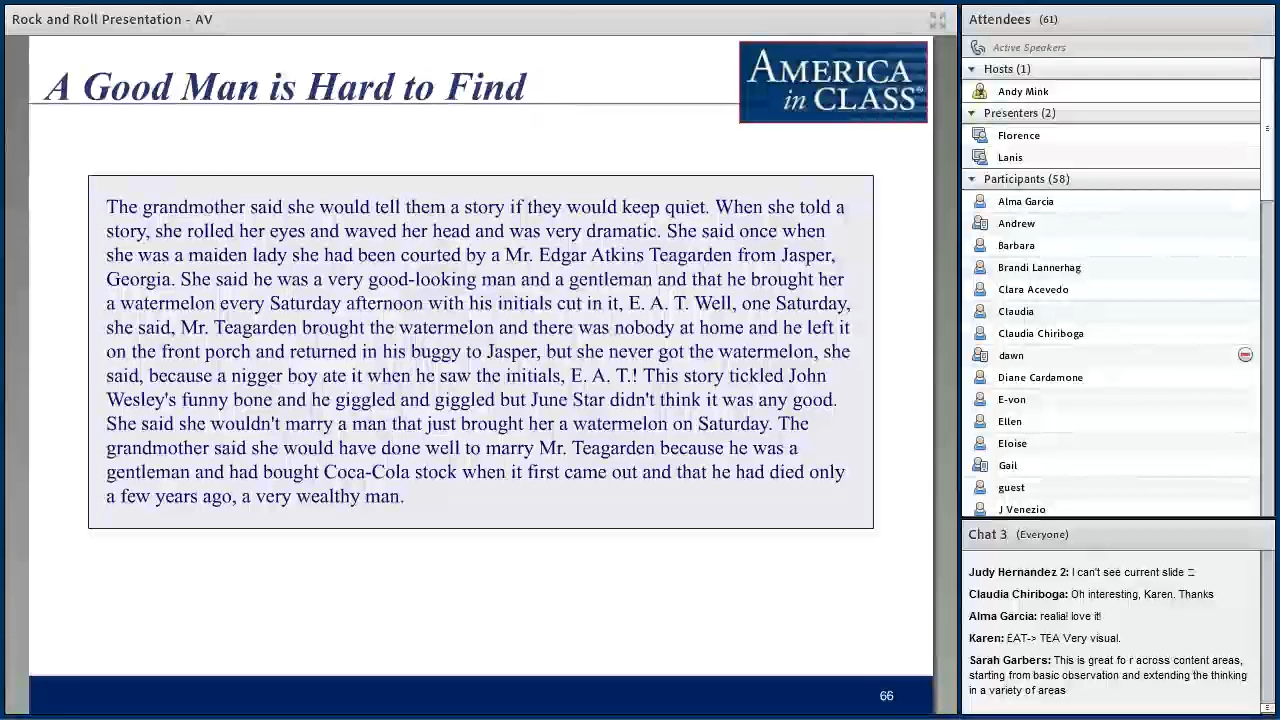 Rock and Roll Presentation - AV
A Good Man is Hard to Find
AMERICA
in CLASS®
The grandmother said she would tell them a story if they would keep quiet. When she told a
story, she rolled her eyes and waved her head and was very dramatic. She said once when
she was a maiden lady she had been courted by a Mr. Edgar Atkins Teagarden from Jasper,
Georgia. She said he was a very good-looking man and a gentleman and that he brought her
a watermelon every Saturday afternoon with his initials cut in it, E. A. T. Well, one Saturday,
she said, Mr. Teagarden brought the watermelon and there was nobody at home and he left it
on the front porch and returned in his buggy to Jasper, but she never got the watermelon, she
said, because a nigger boy ate it when he saw the initials, E. A. T.! This story tickled John
Wesley's funny bone and he giggled and giggled but June Star didn't think it was any good.
She said she wouldn't marry a man that just brought her a watermelon on Saturday. The
grandmother said she would have done well to marry Mr. Teagarden because he was a
gentleman and had bought Coca-Cola stock when it first came out and that he had died only
a few years ago, a very wealthy man.
66
Attendees (61)
Active Speakers
Hosts (1)
Andy Mink
Presenters (2)
Florence
Lanis
Participants (58)
Alma Garcia
Andrew
Barbara
Brandi Lannerhag
Clara Acevedo
Claudia
Claudia Chiriboga
dawn
Diane Cardamone
E-von
Ellen
Eloise
Gail
guest
J Venezio
Chat 3 (Everyone)
Judy Hernandez 2: I can't see current slide
Claudia Chiriboga: Oh interesting, Karen. Thanks
Alma Garcia: realia! love it!
Karen: EAT-> TEA Very visual.
Sarah Garbers: This is great fo r across content areas,
starting from basic observation and extending the thinking
in a variety of areas